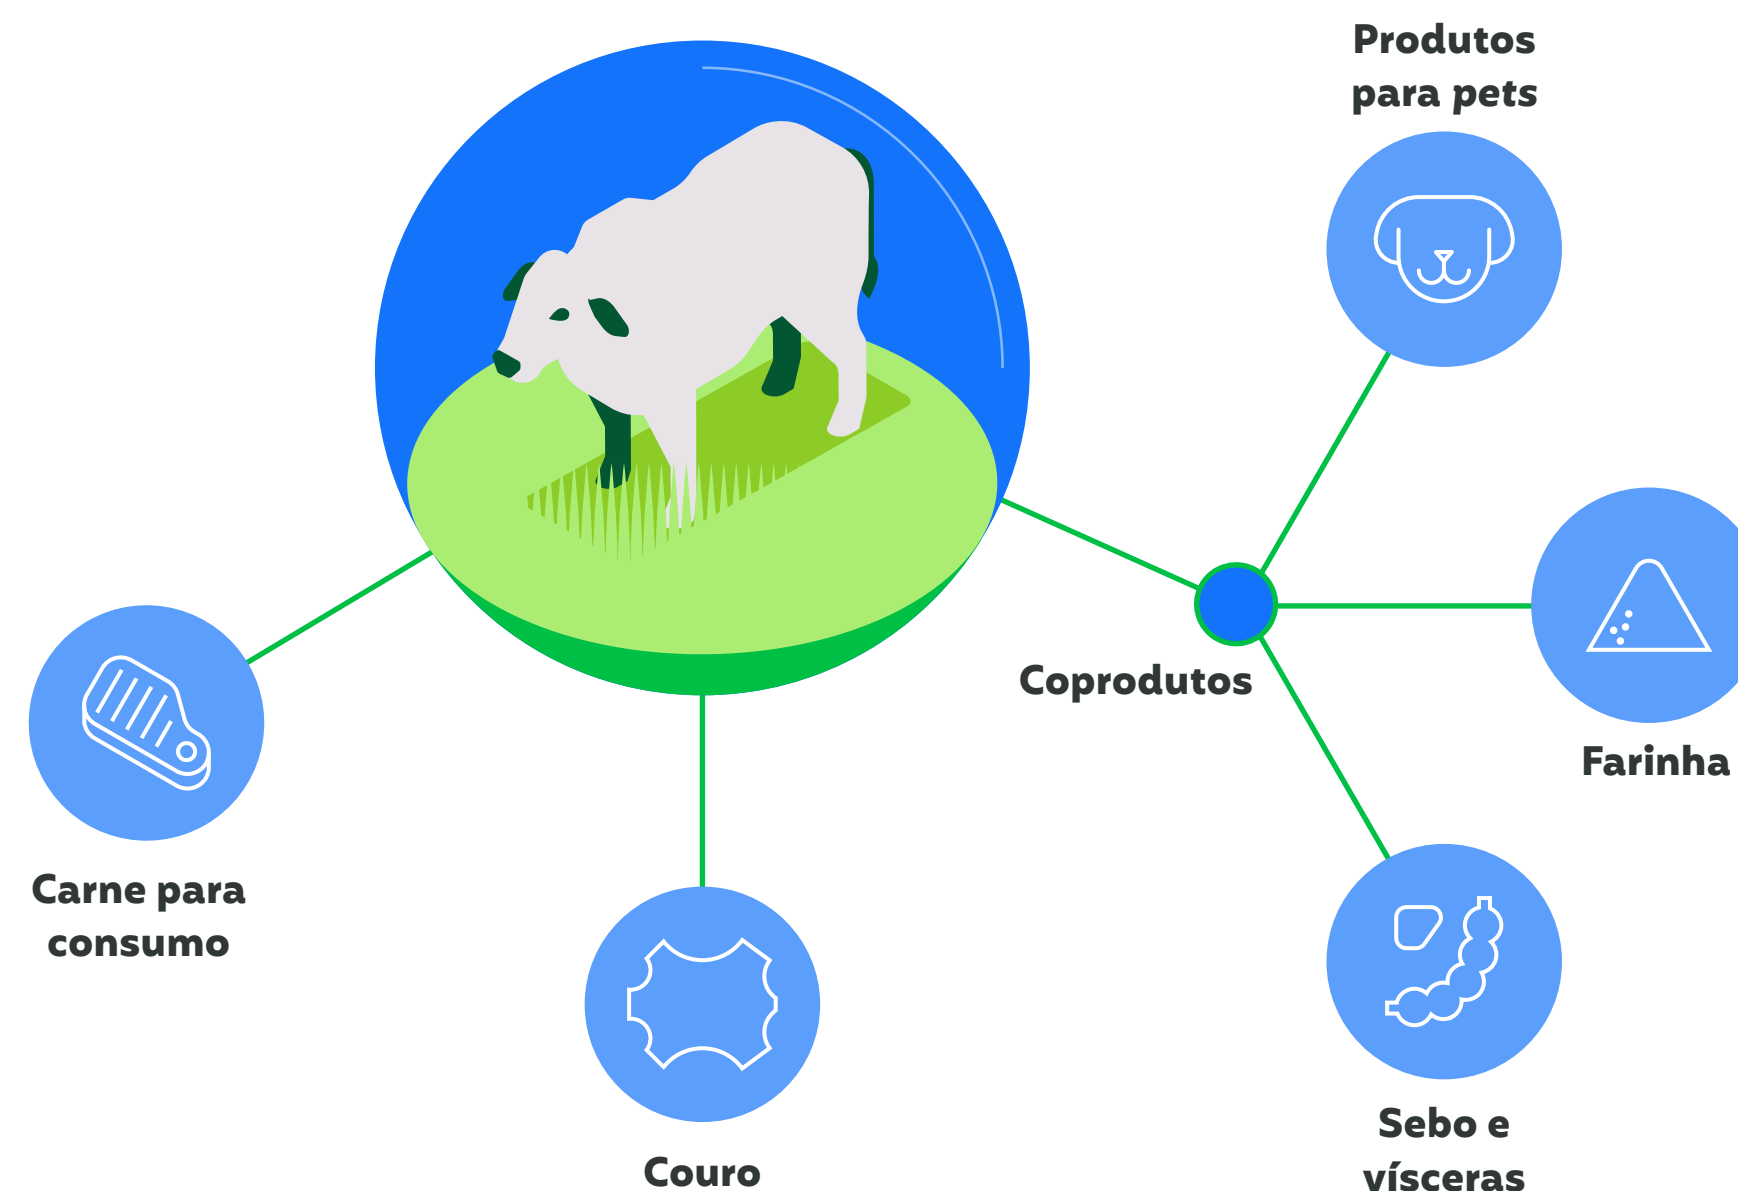 Produtos
para pets
Coprodutos
Farinha
Carne para
consumo
Couro
Sebo e
vísceras